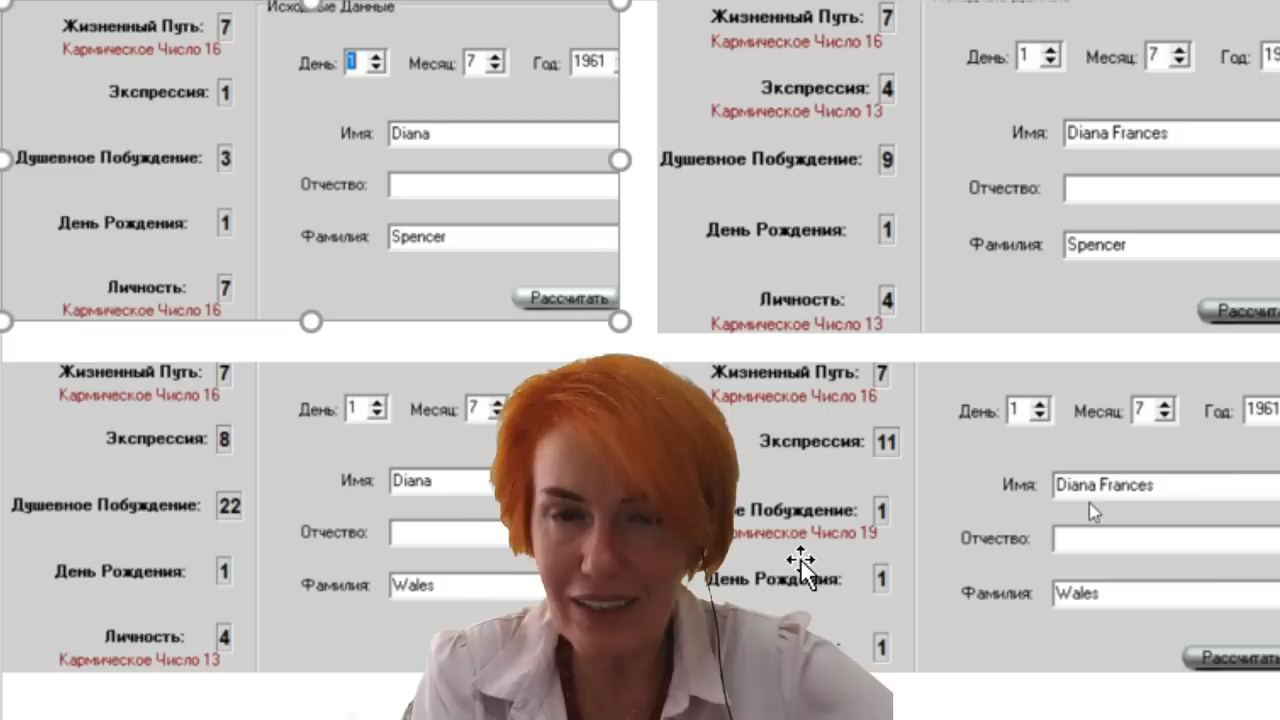 Исходные Данные
Жизненный Путь: 7
Кармическое Число 16
День: 1 Месяц: 7 Год: 1961
Экспрессия: 1
Имя: Diana
Душевное Побуждение: 3
Отчество:
День Рождения: 1
Фамилия: Spencer
Личность: 7
Рассчитать
Кармическое Число 16
Жизненный Путь: 7
Кармическое Число 16
День: 1 Месяц: 7 Год:
Экспрессия: 4
Кармическое Число 13
Имя: Diana Frances
Душевное Побуждение: 9
Отчество:
День Рождения: 1
Фамилия: Spencer
Личность: 4
Кармическое Число 13
Жизненный Путь: 7
Кармическое Число 16
День: 1 Месяц: 7
Экспрессия: 8
Имя: Diana
Душевное Побуждение: 22
Отчество:
День Рождения: 1
Фамилия: Wales
Личность: 4
Кармическое Число 13
Жизненный Путь: 7
Кармическое Число 16
День: 1 Месяц: 7 Год: 1961
Экспрессия: 11
Имя: Diana Frances
Побуждение: 1
Число 19
Отчество:
День Рождения: 1
Фамилия: Wales
1
Рассчитать